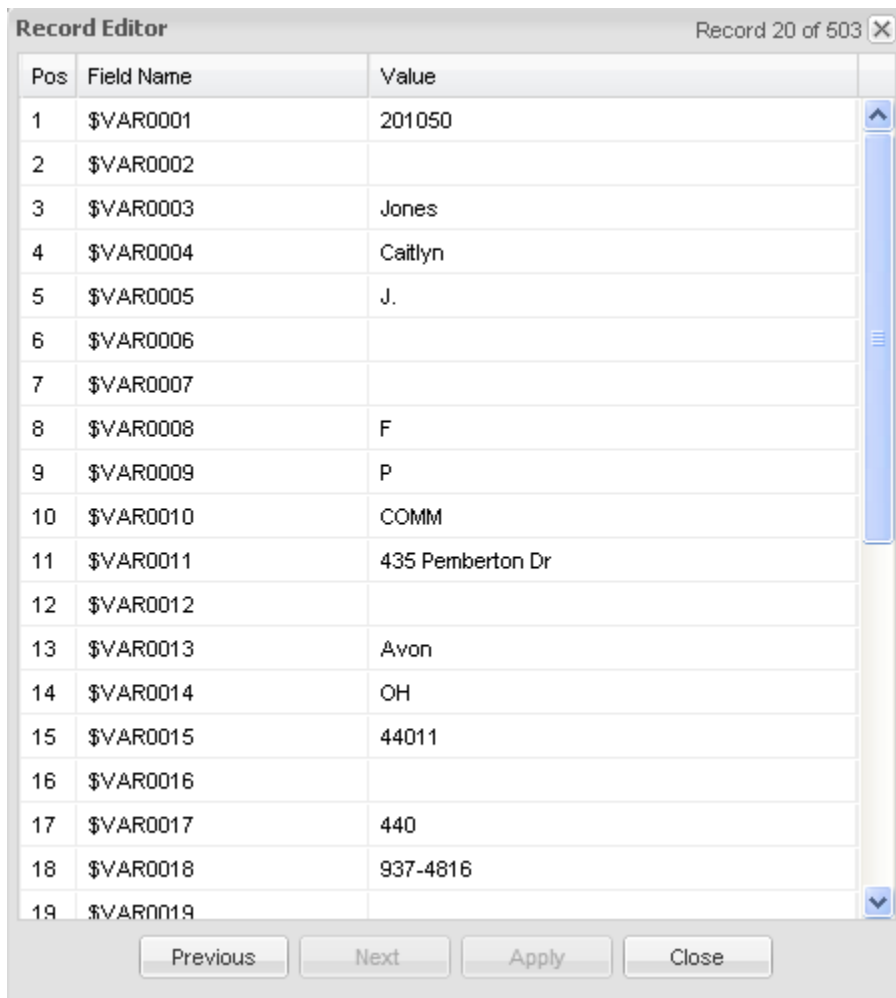 Record Editor Record 20 of 503
Pos Field Name Value
1 $VAR0001 201050
2 $VAR0002
3 $VAR0003 Jones
4 $VAR0004 Caitlyn
5 $VAR0005 J.
6 $VAR0006
7 $VAR0007
8 $VAR0008 F
9 $VAR0009 P
10 $VAR0010 COMM
11 $VAR0011 435 Pemberton Dr
12 $VAR0012
13 $VAR0013 Avon
14 $VAR0014 OH
15 $VAR0015 44011
16 $VAR0016
17 $VAR0017 440
18 $VAR0018 937-4816
19 $VAR0019
Previous Next Apply Close